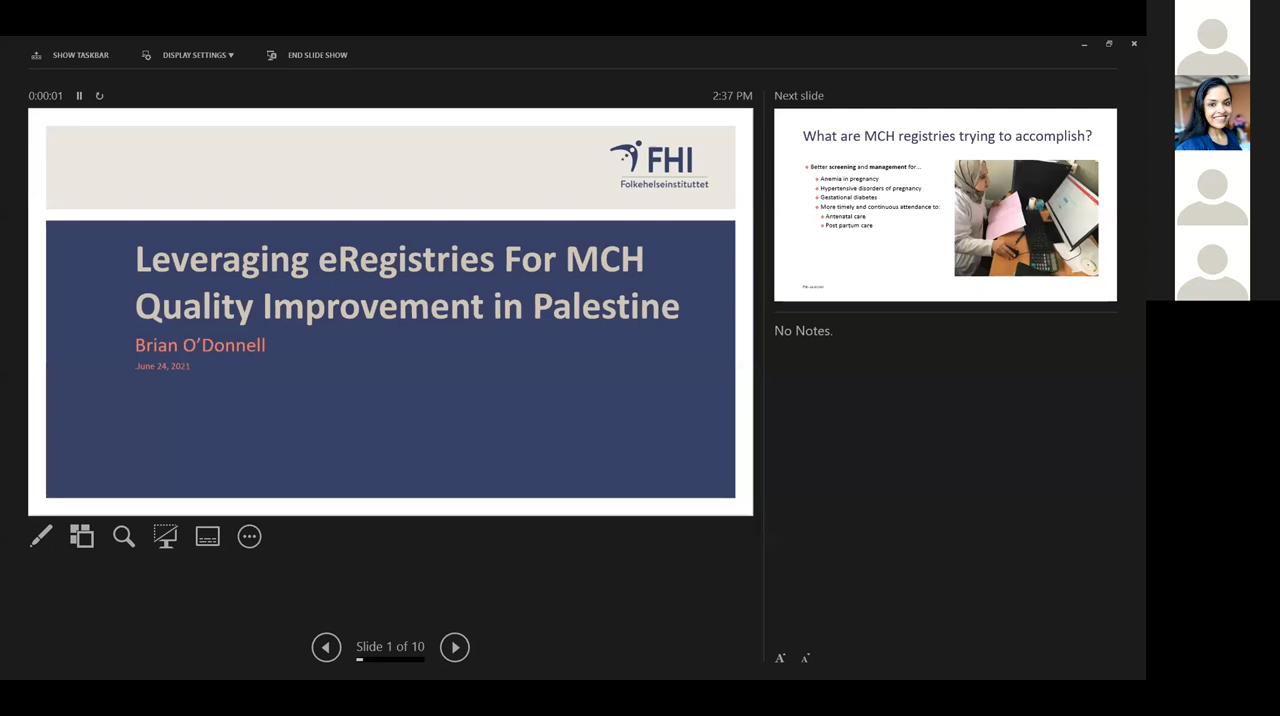 SHOW TASKBAR
DISPLAY SETTINGS ▾
END SLIDE SHOW
0:00:01
2:37 PM
FHI
Folkehelseinstituttet
Leveraging eRegistries For MCH
Quality Improvement in Palestine
Brian O'Donnell
June 24, 2021
Slide 1 of 10
Next slide
What are MCH registries trying to accomplish?
Better screening and management for...
Anemia in pregnancy
Hypertensive disorders of pregnancy
Gestational diabetes
More timely and continuous attendance to:
Antenatal care
Post partum care
No Notes.
A
A